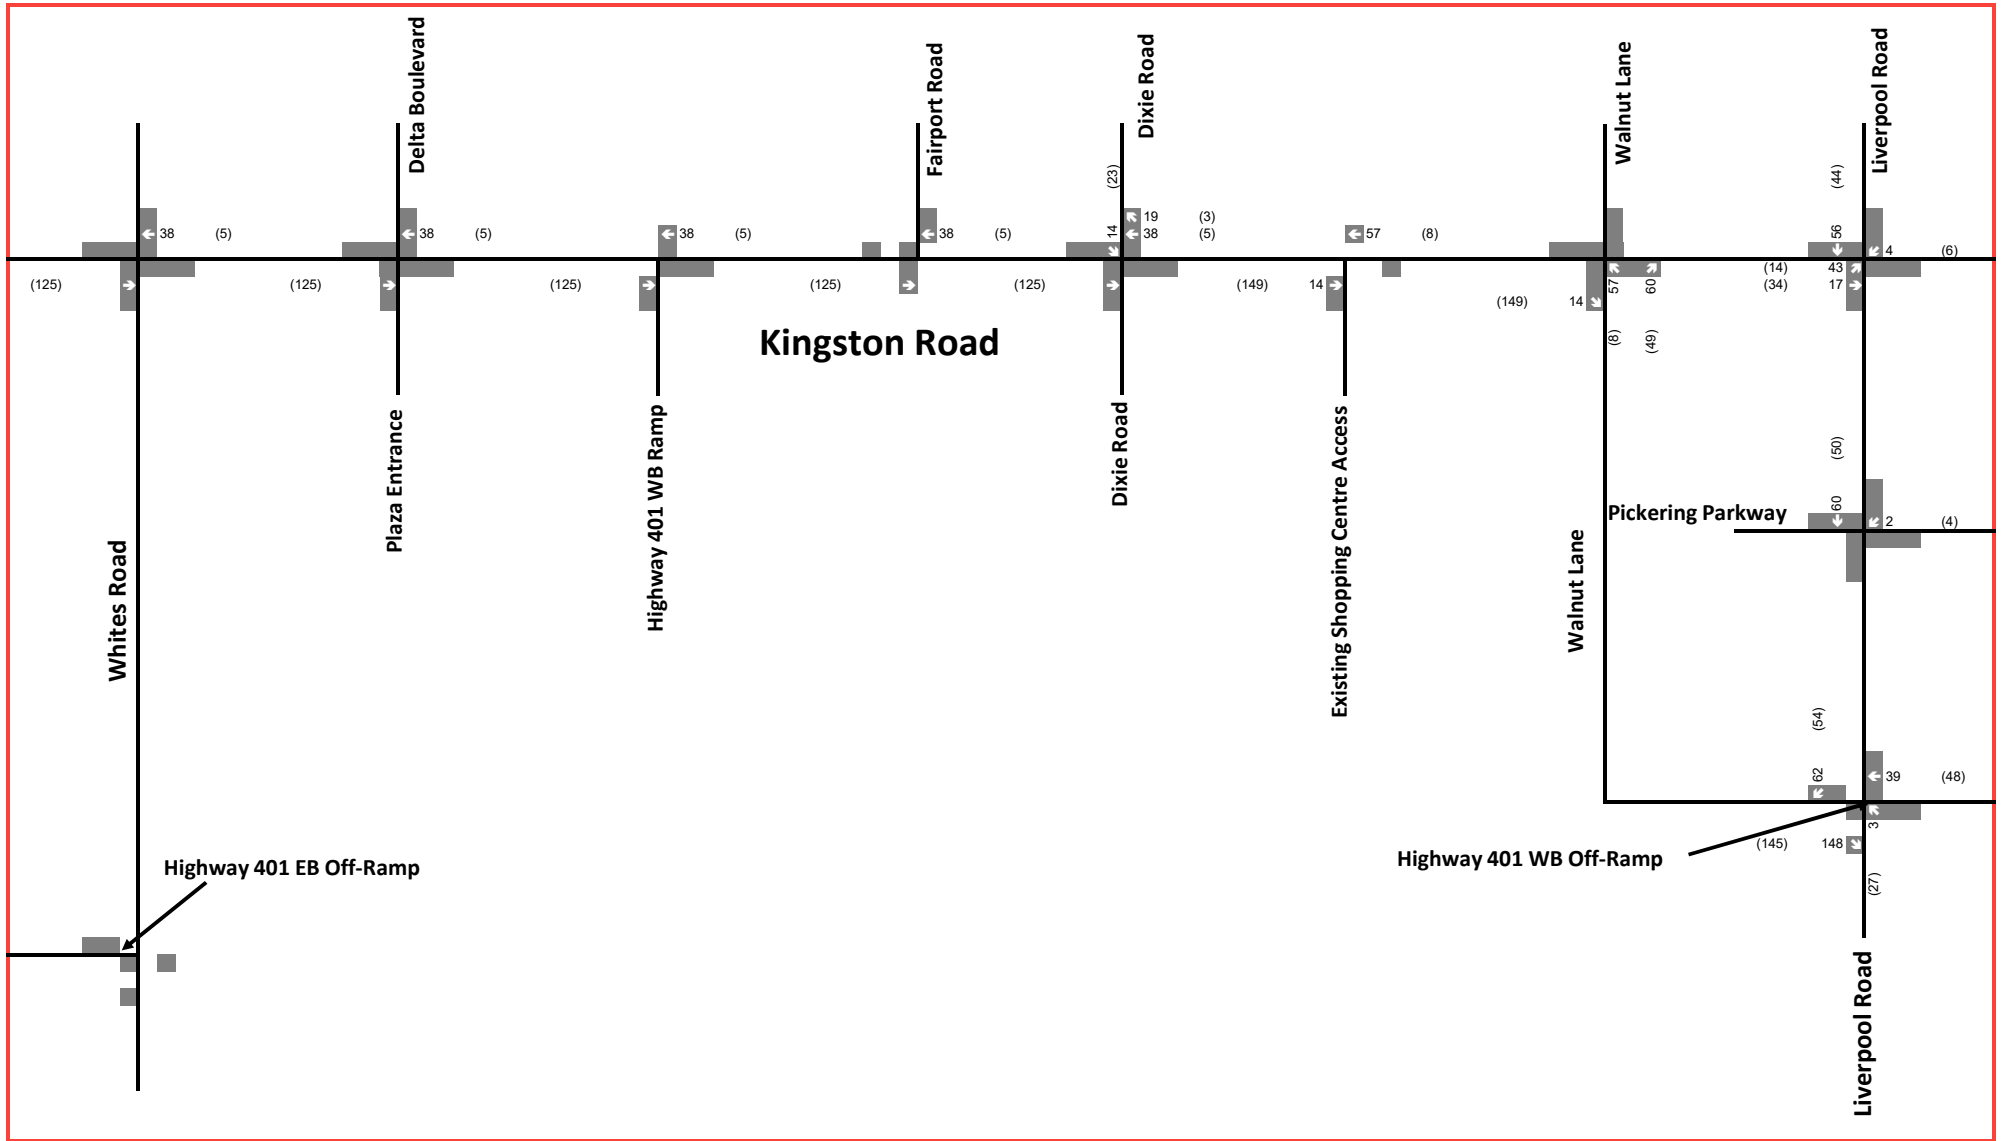 Delta Boulevard
Fairport Road
Dixie Road
Walnut Lane
Liverpool Road
(23)
(44)
19 (3)
38 (5)
38 (5)
38 (5)
38 (5)
14
38 (5)
57 (8)
56
4 (6)
(125)
(125)
(125)
(125)
(125)
(149) 14
(149) 14
57
60
(14) 43
(34) 17
(8)
(49)
Kingston Road
Plaza Entrance
Highway 401 WB Ramp
Dixie Road
Existing Shopping Centre Access
(50)
60
Pickering Parkway
2 (4)
Whites Road
Walnut Lane
(54)
62
39 (48)
3
(145) 148
(27)
Highway 401 EB Off-Ramp
Highway 401 WB Off-Ramp
Liverpool Road